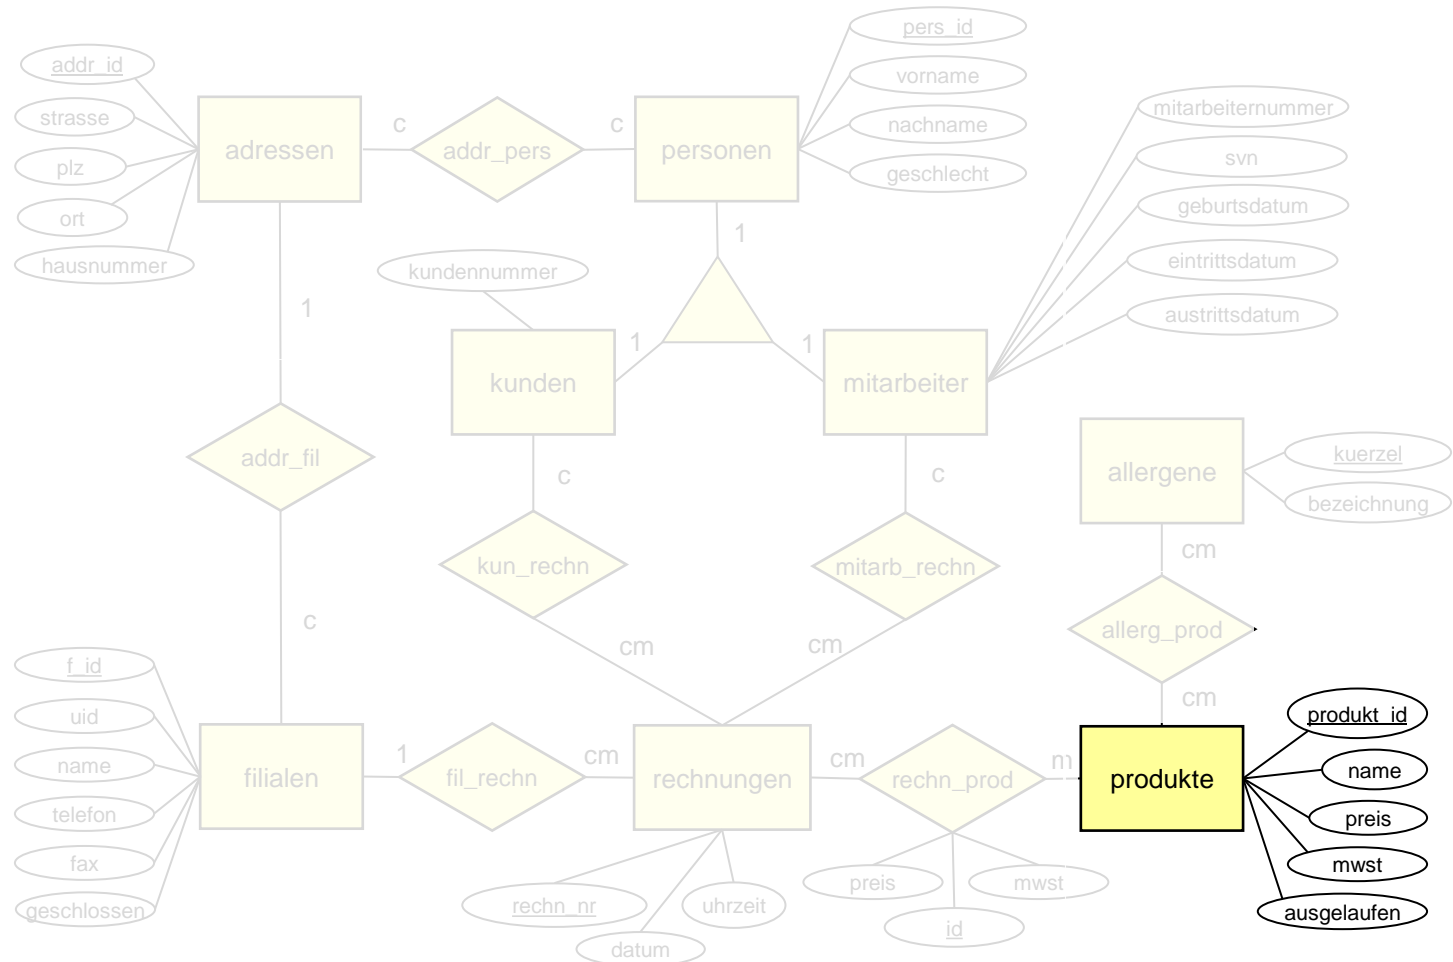 pers_id
addr_id
vorname
mitarbeiternummer
strasse
c
c
nachname
adressen
addr_pers
personen
svn
plz
geschlecht
geburtsdatum
ort
1
hausnummer
kundennummer
eintrittsdatum
1
austrittsdatum
1
1
kunden
mitarbeiter
addr_fil
allergene
kuerzel
c
c
bezeichnung
cm
kun_rechn
mitarb_rechn
c
allerg_prod
cm
cm
f_id
cm
produkt_id
uid
1
cm
cm
m
name
filialen
fil_rechn
rechnungen
rechn_prod
produkte
name
telefon
preis
fax
mwst
preis
mwst
geschlossen
rechn_nr
uhrzeit
ausgelaufen
id
datum